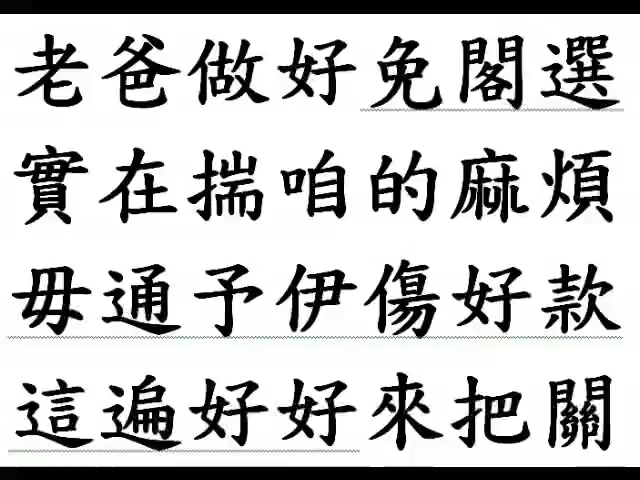 老爸做好免閣選
實在揣咱的麻煩
毋通予伊傷好款
這遍好好來把關